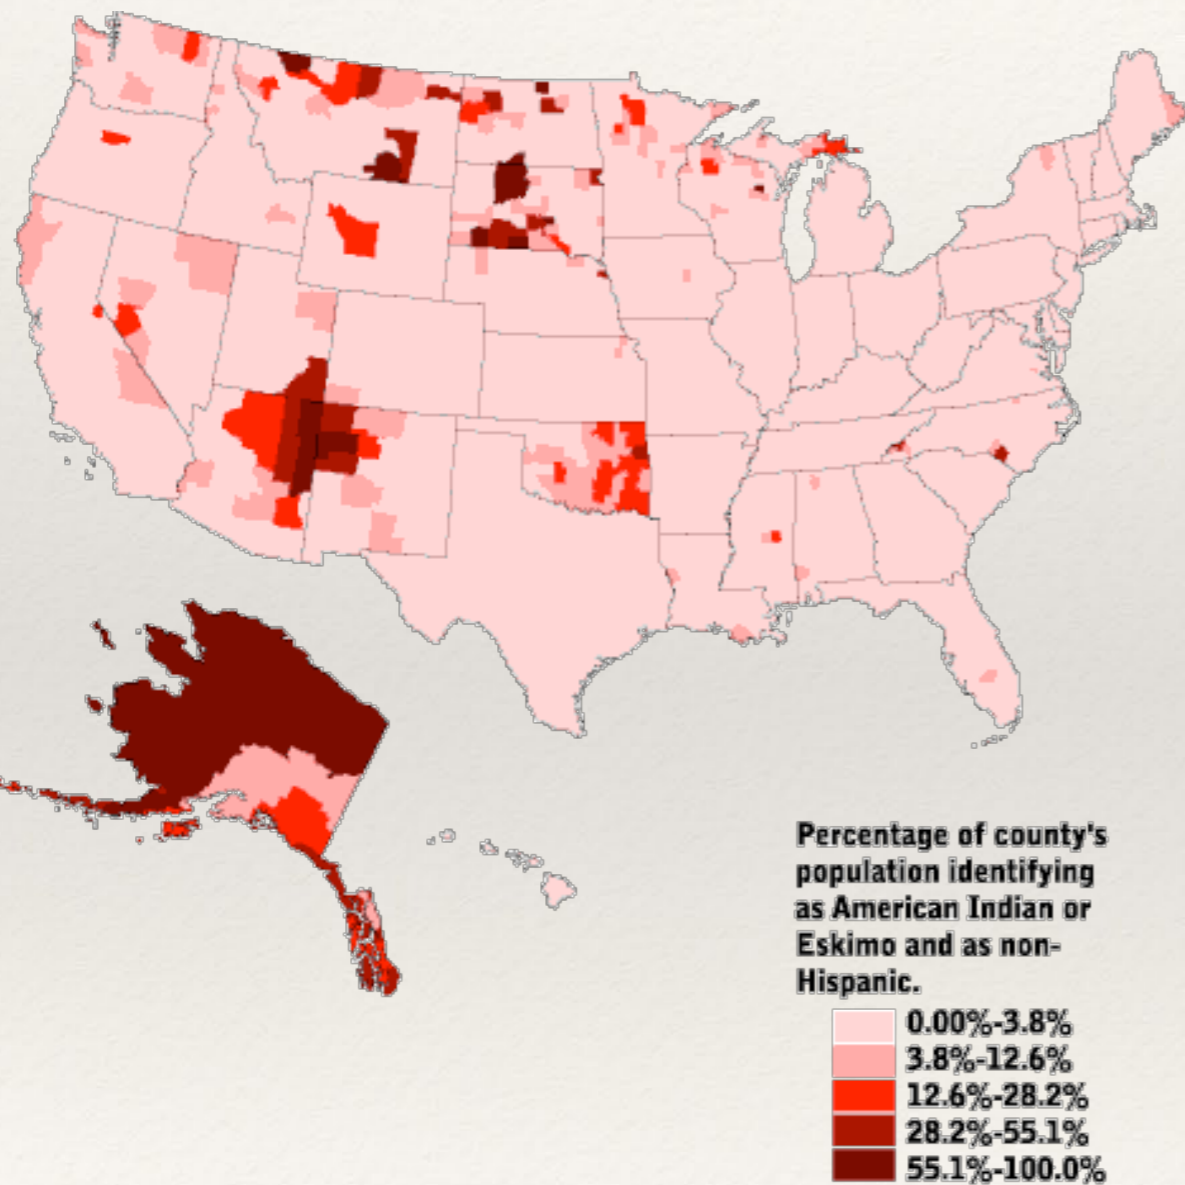 Percentage of county's
population identifying
as American Indian or
Eskimo and as non-
Hispanic.
0.00%-3.8%
3.8%-12.6%
12.6%-28.2%
28.2%-55.1%
55.1%-100.0%